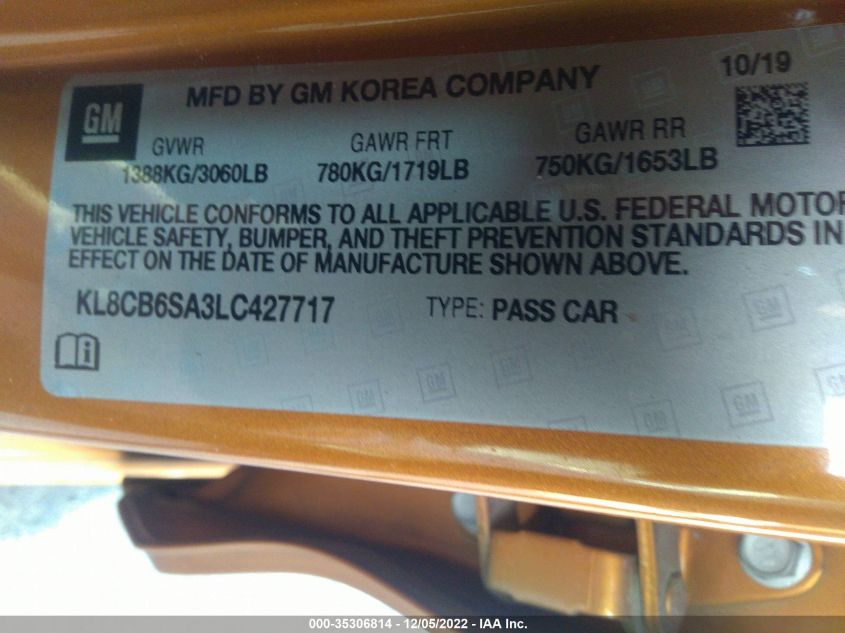 GM
MFD BY GM KOREA COMPANY
10/19
GVWR GAWR FRT GAWR RR
1388KG/3060LB 780KG/1719LB 750KG/1653LB
THIS VEHICLE CONFORMS TO ALL APPLICABLE U.S. FEDERAL MOTOR
VEHICLE SAFETY, BUMPER, AND THEFT PREVENTION STANDARDS IN
EFFECT ON THE DATE OF MANUFACTURE SHOWN ABOVE.
KL8CB6SA3LC427717 TYPE: PASS CAR
000-35306814 - 12/05/2022 - IAA Inc.